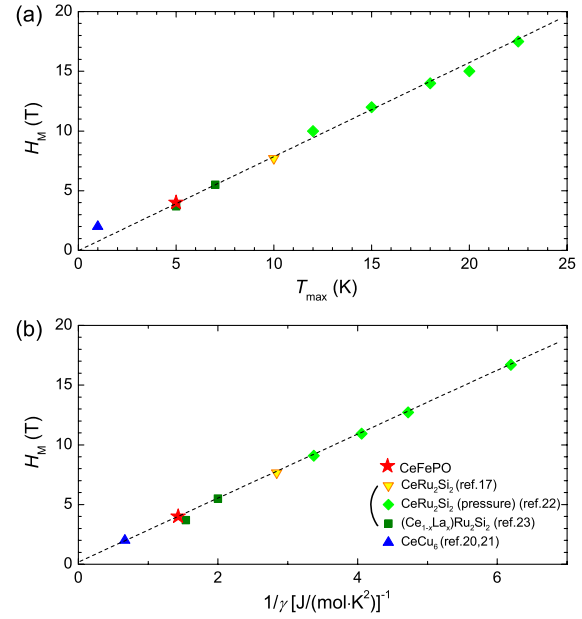 (a)
20
15
10
5
0
H_M (T)
0 5 10 15 20 25
T_max (K)
(b)
20
15
10
5
0
H_M (T)
CeFePO
CeRu₂Si₂ (ref.17)
CeRu₂Si₂ (pressure) (ref.22)
(Ce₁₋ₓLaₓ)Ru₂Si₂ (ref.23)
CeCu₆ (ref.20,21)
0 2 4 6
1/γ [J/(mol·K²)]⁻¹